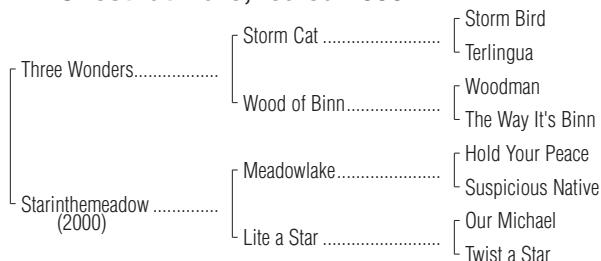 Storm Bird
Storm Cat
Terlingua
Three Wonders
Woodman
Wood of Binn
The Way It's Binn
Hold Your Peace
Meadowlake
Suspicious Native
Starinthemeadow
(2000)
Our Michael
Lite a Star
Twist a Star